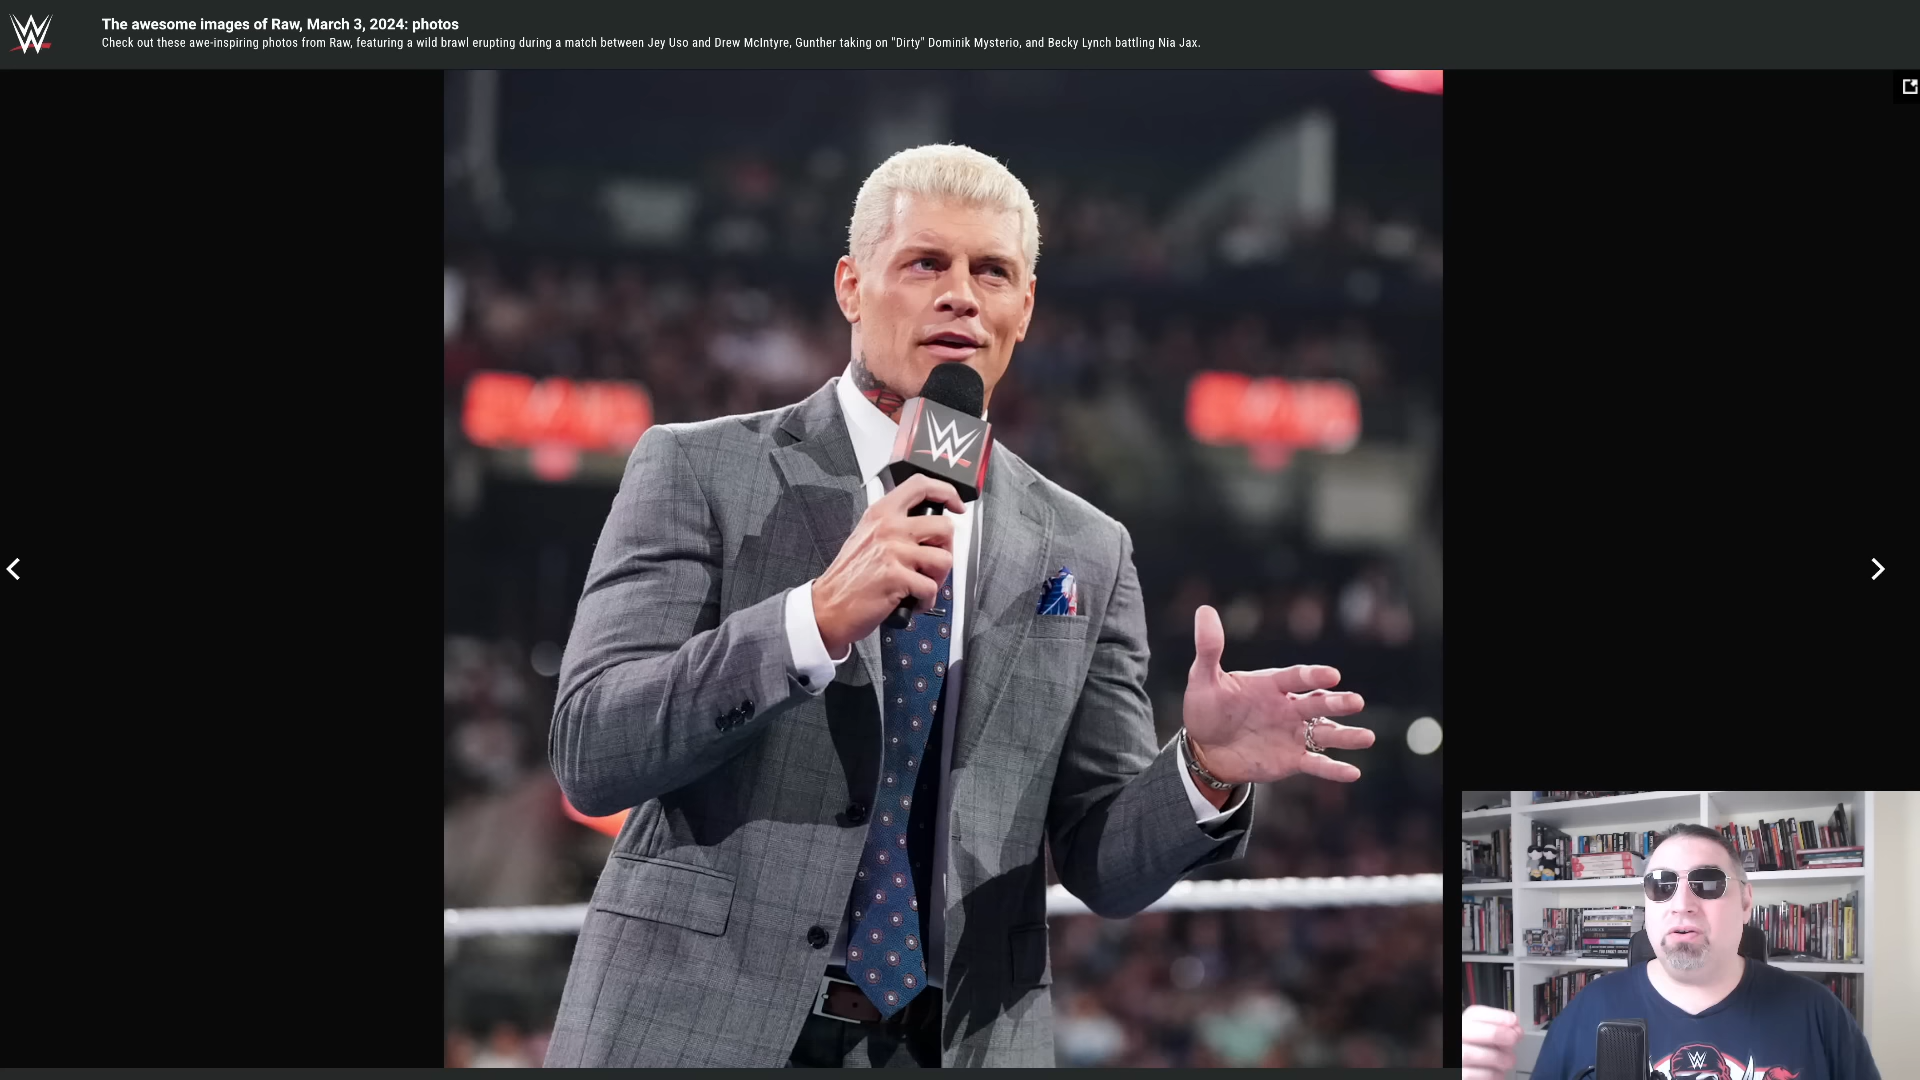 The awesome images of Raw, March 3, 2024: photos
Check out these awe-inspiring photos from Raw, featuring a wild brawl erupting during a match between Jey Uso and Drew McIntyre, Gunther taking on "Dirty" Dominik Mysterio, and Becky Lynch battling Nia Jax.